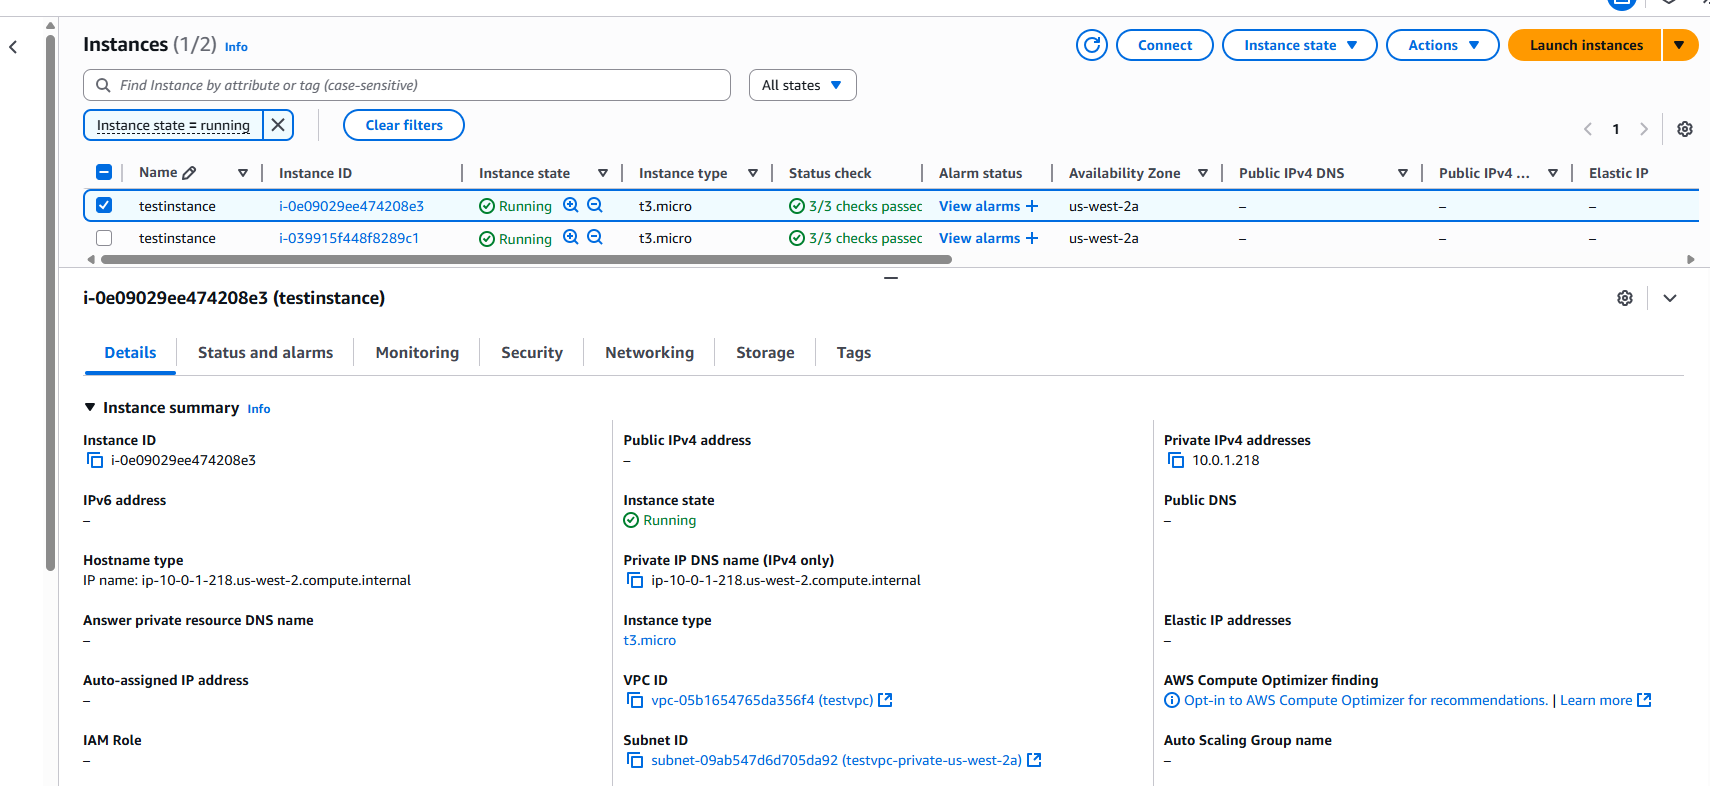 Instances (1/2) Info
Connect
Instance state
Actions
Launch instances
Find Instance by attribute or tag (case-sensitive)
All states
Instance state = running
Clear filters
1
Name Instance ID Instance state Instance type Status check Alarm status Availability Zone Public IPv4 DNS Public IPv4 ... Elastic IP
testinstance i-0e09029ee474208e3 Running t3.micro 3/3 checks passec View alarms + us-west-2a – – –
testinstance i-039915f448f8289c1 Running t3.micro 3/3 checks passec View alarms + us-west-2a – – –
i-0e09029ee474208e3 (testinstance)
Details Status and alarms Monitoring Security Networking Storage Tags
Instance summary Info
Instance ID
i-0e09029ee474208e3
Public IPv4 address
–
Private IPv4 addresses
10.0.1.218
IPv6 address
–
Instance state
Running
Public DNS
–
Hostname type
IP name: ip-10-0-1-218.us-west-2.compute.internal
Private IP DNS name (IPv4 only)
ip-10-0-1-218.us-west-2.compute.internal
Answer private resource DNS name
–
Instance type
t3.micro
Elastic IP addresses
–
Auto-assigned IP address
–
VPC ID
vpc-05b1654765da356f4 (testvpc)
AWS Compute Optimizer finding
Opt-in to AWS Compute Optimizer for recommendations. | Learn more
IAM Role
–
Subnet ID
subnet-09ab547d6d705da92 (testvpc-private-us-west-2a)
Auto Scaling Group name
–